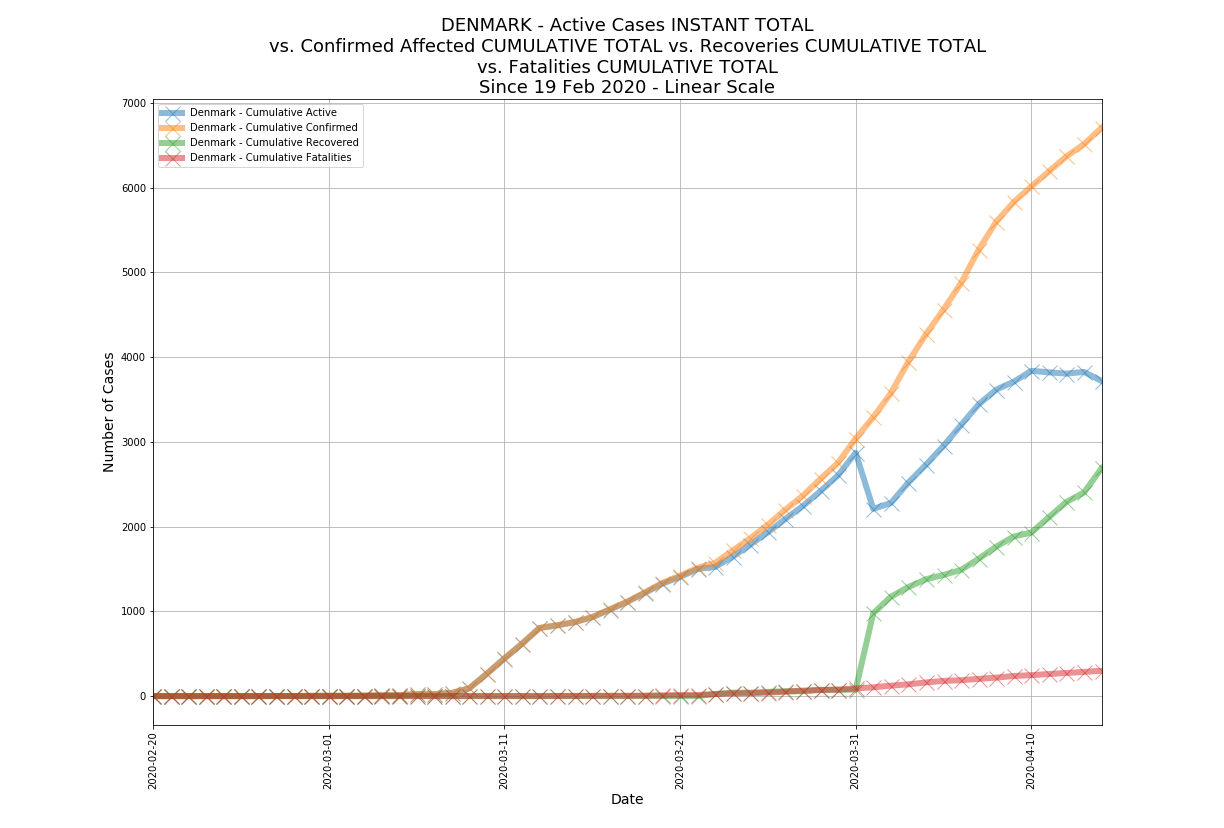 DENMARK - Active Cases INSTANT TOTAL
vs. Confirmed Affected CUMULATIVE TOTAL vs. Recoveries CUMULATIVE TOTAL
vs. Fatalities CUMULATIVE TOTAL
Since 19 Feb 2020 - Linear Scale
Denmark - Cumulative Active
Denmark - Cumulative Confirmed
Denmark - Cumulative Recovered
Denmark - Cumulative Fatalities
7000
6000
5000
4000
3000
2000
1000
0
Number of Cases
2020-02-20
2020-03-01
2020-03-11
2020-03-21
2020-03-31
2020-04-10
Date